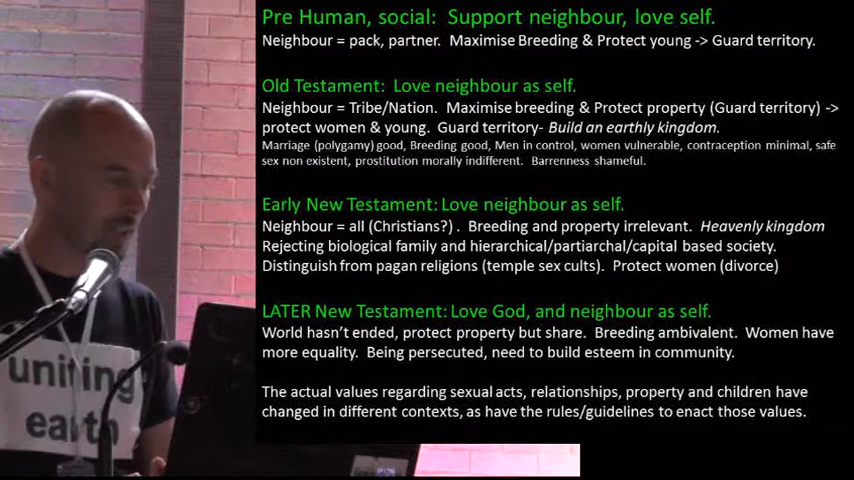 Pre Human, social: Support neighbour, love self.
Neighbour = pack, partner. Maximise Breeding & Protect young -> Guard territory.
Old Testament: Love neighbour as self.
Neighbour = Tribe/Nation. Maximise breeding & Protect property (Guard territory) ->
protect women & young. Guard territory- Build an earthly kingdom.
Marriage (polygamy) good, Breeding good, Men in control, women vulnerable, contraception minimal, safe
sex non existent, prostitution morally indifferent. Barrenness shameful.
Early New Testament: Love neighbour as self.
Neighbour = all (Christians?) . Breeding and property irrelevant. Heavenly kingdom
Rejecting biological family and hierarchical/partiarchal/capital based society.
Distinguish from pagan religions (temple sex cults). Protect women (divorce)
LATER New Testament: Love God, and neighbour as self.
World hasn't ended, protect property but share. Breeding ambivalent. Women have
more equality. Being persecuted, need to build esteem in community.
The actual values regarding sexual acts, relationships, property and children have
changed in different contexts, as have the rules/guidelines to enact those values.
uniting
earth